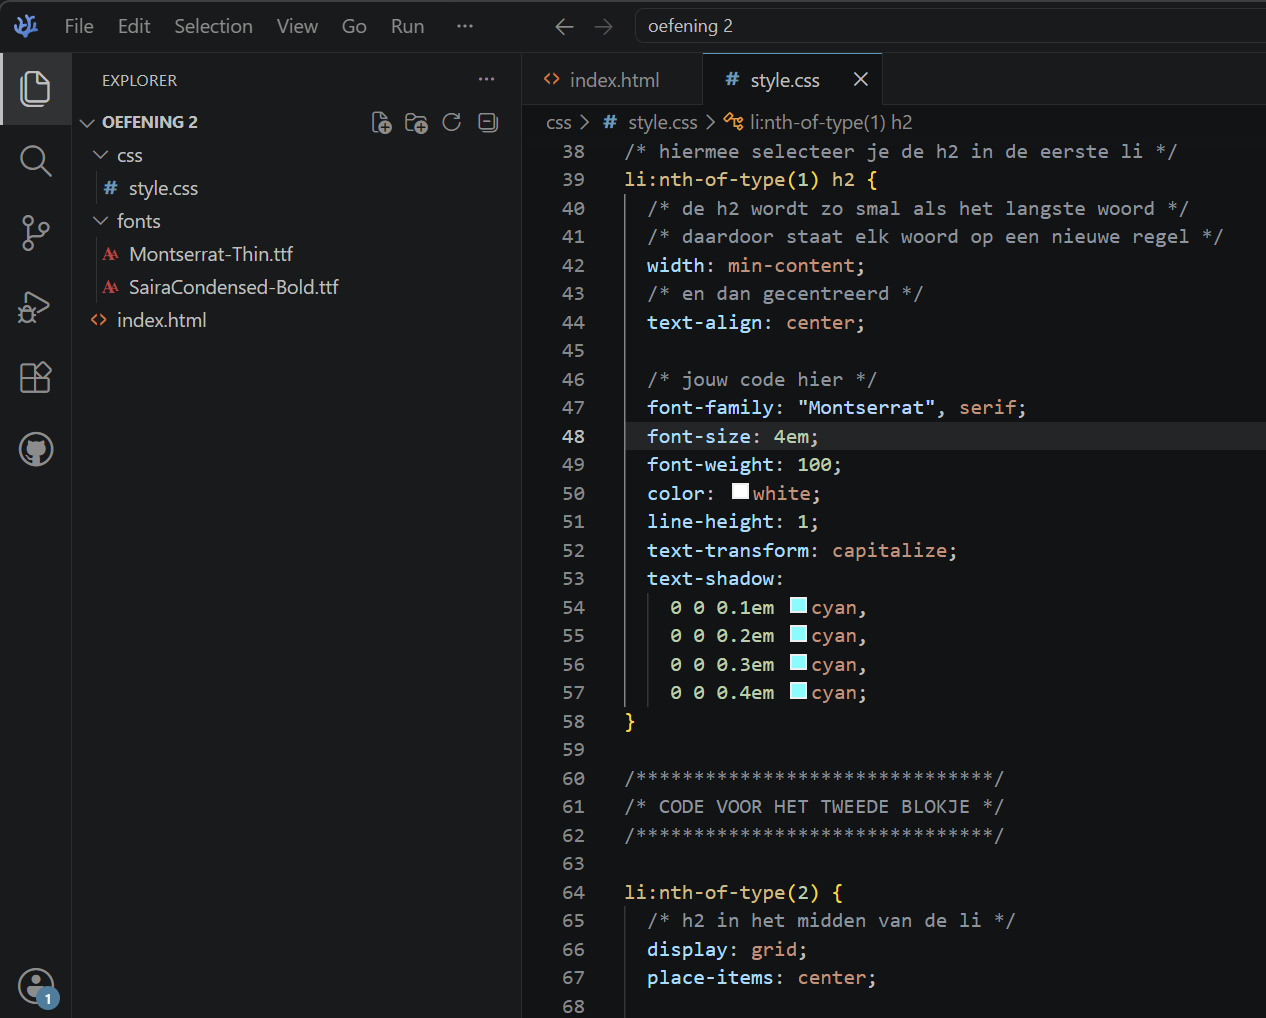 File Edit Selection View Go Run ··· ← → oefening 2
EXPLORER ···
OEFENING 2
css
# style.css
fonts
Montserrat-Thin.ttf
SairaCondensed-Bold.ttf
<> index.html
1
<> index.html
# style.css ×
css > # style.css > li:nth-of-type(1) h2
38 /* hiermee selecteer je de h2 in de eerste li */
39 li:nth-of-type(1) h2 {
40 /* de h2 wordt zo smal als het langste woord */
41 /* daardoor staat elk woord op een nieuwe regel */
42 width: min-content;
43 /* en dan gecentreerd */
44 text-align: center;
45
46 /* jouw code hier */
47 font-family: "Montserrat", serif;
48 font-size: 4em;
49 font-weight: 100;
50 color: white;
51 line-height: 1;
52 text-transform: capitalize;
53 text-shadow:
54 0 0 0.1em cyan,
55 0 0 0.2em cyan,
56 0 0 0.3em cyan,
57 0 0 0.4em cyan;
58 }
59
60 /*******************************/
61 /* CODE VOOR HET TWEEDE BLOKJE */
62 /*******************************/
63
64 li:nth-of-type(2) {
65 /* h2 in het midden van de li */
66 display: grid;
67 place-items: center;
68